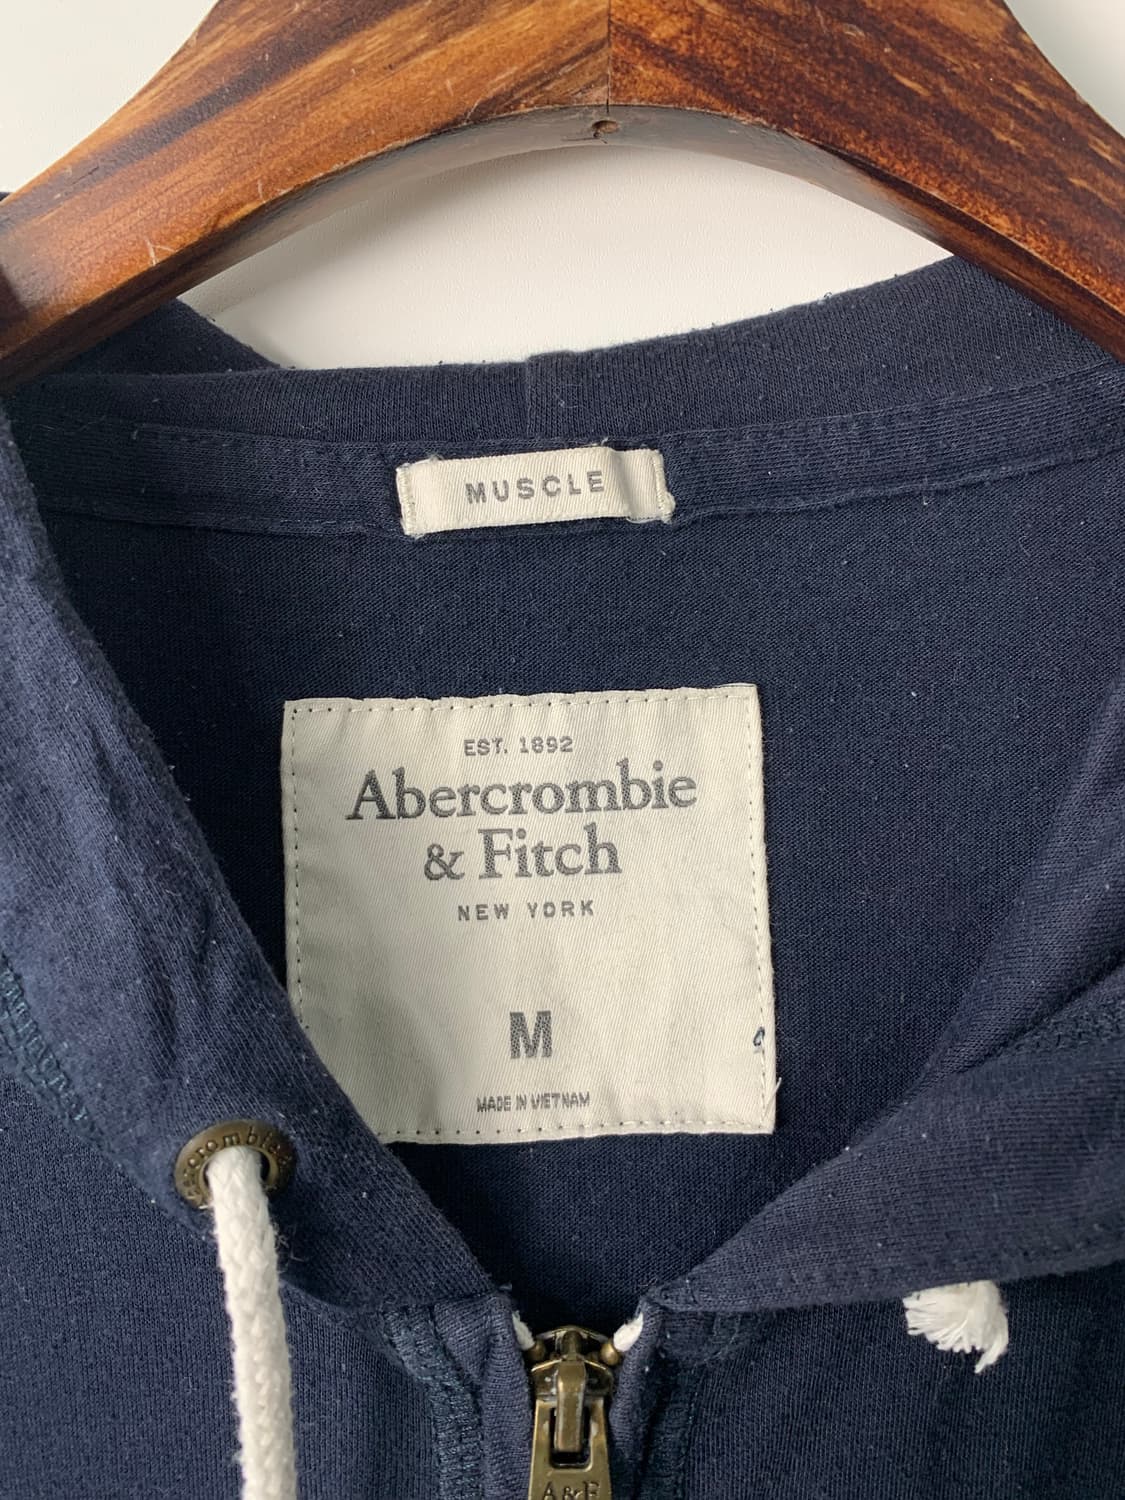 MUSCLE
EST. 1892
Abercrombie
& Fitch
NEW YORK
M
MADE IN VIETNAM
A&F